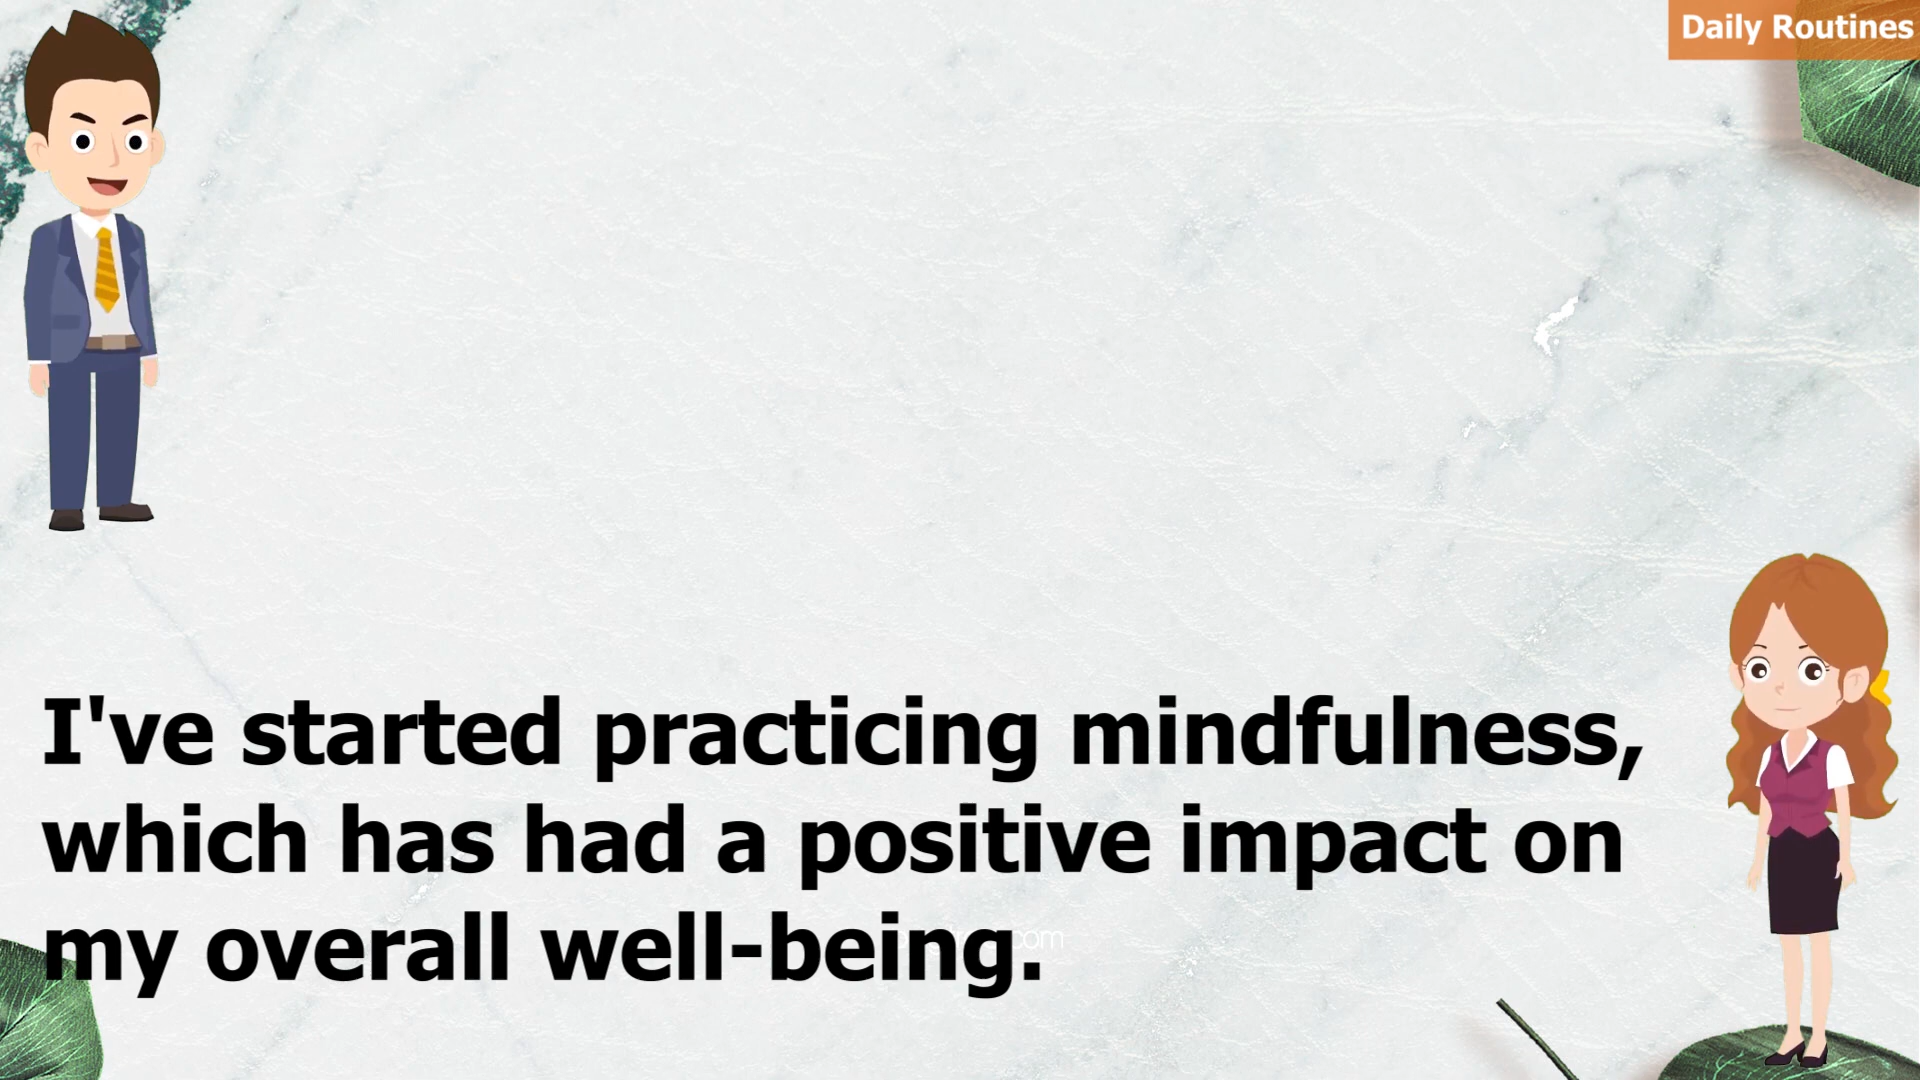 Daily Routines
I've started practicing mindfulness,
which has had a positive impact on
my overall well-being.